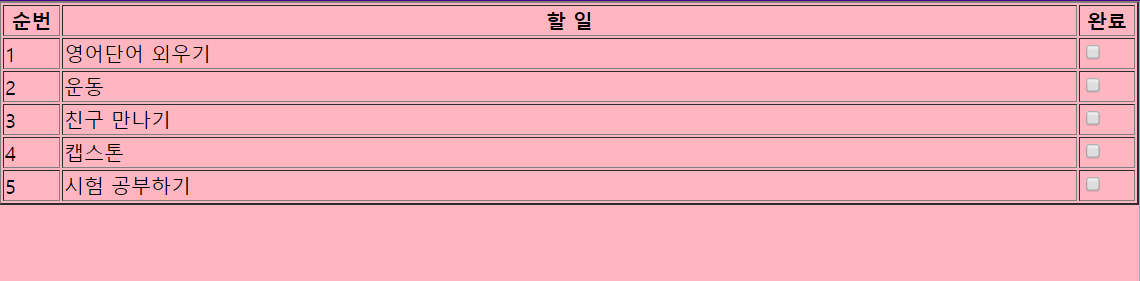 순번 할 일 완료
1 영어단어 외우기
2 운동
3 친구 만나기
4 캡스톤
5 시험 공부하기